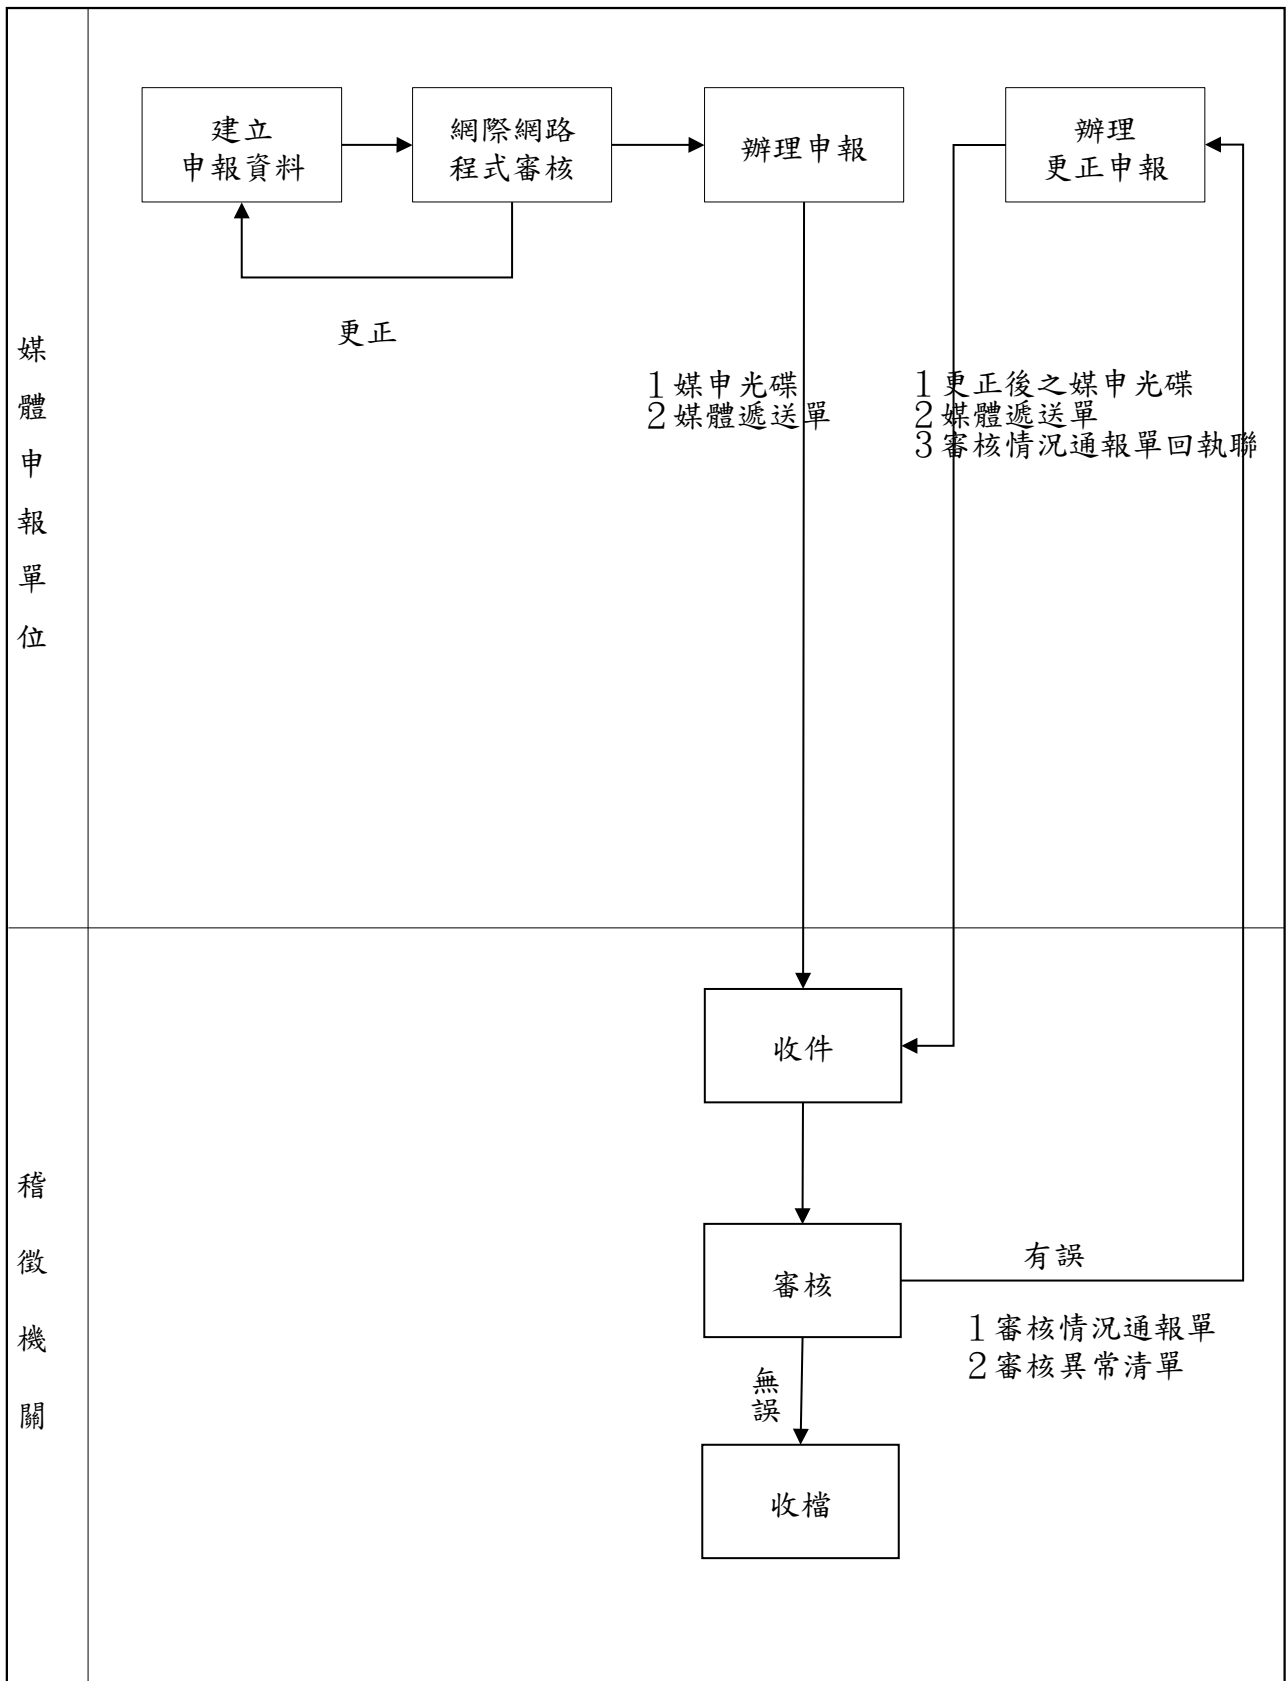 建立
申報資料
網際網路
程式審核
辦理申報
辦理
更正申報
更正
媒體申報單位
1媒申光碟
2媒體遞送單
1更正後之媒申光碟
2媒體遞送單
3審核情況通報單回執聯
收件
稽徵機關
審核
有誤
1審核情況通報單
2審核異常清單
無誤
收檔